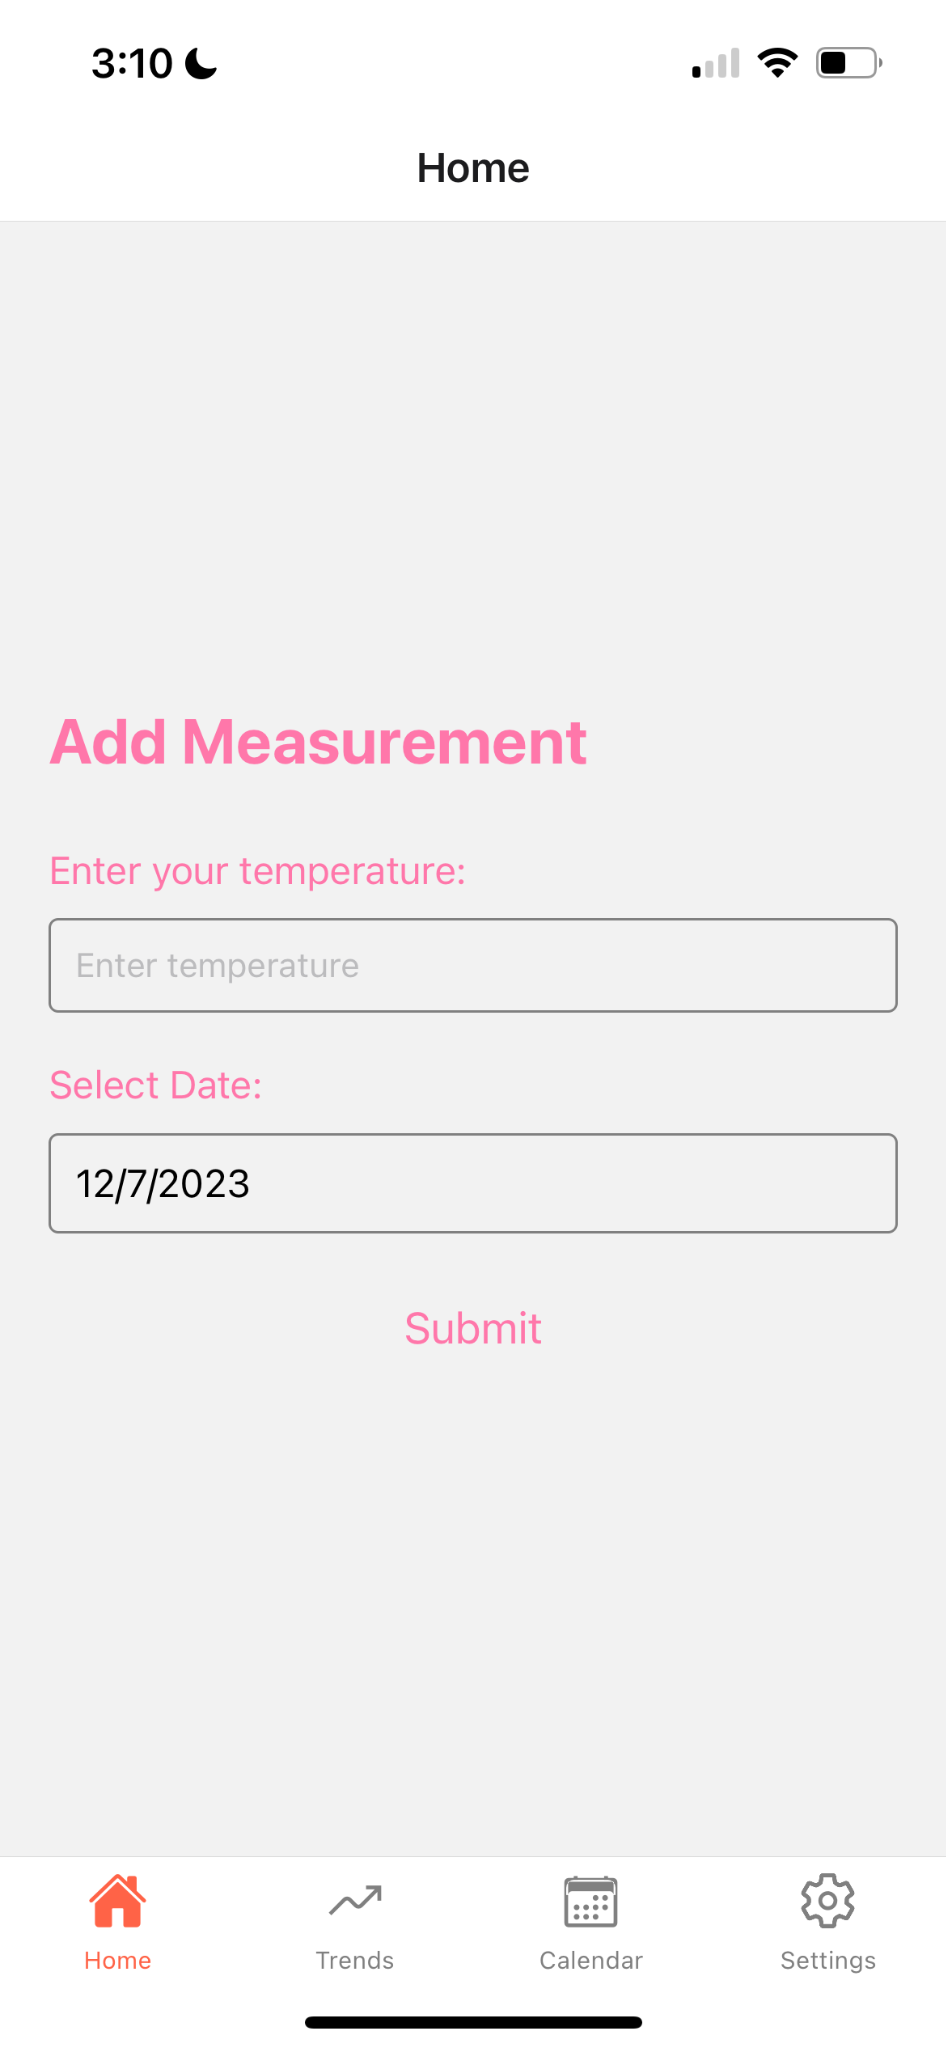 3:10
Home
Add Measurement
Enter your temperature:
Enter temperature
Select Date:
12/7/2023
Submit
Home
Trends
Calendar
Settings